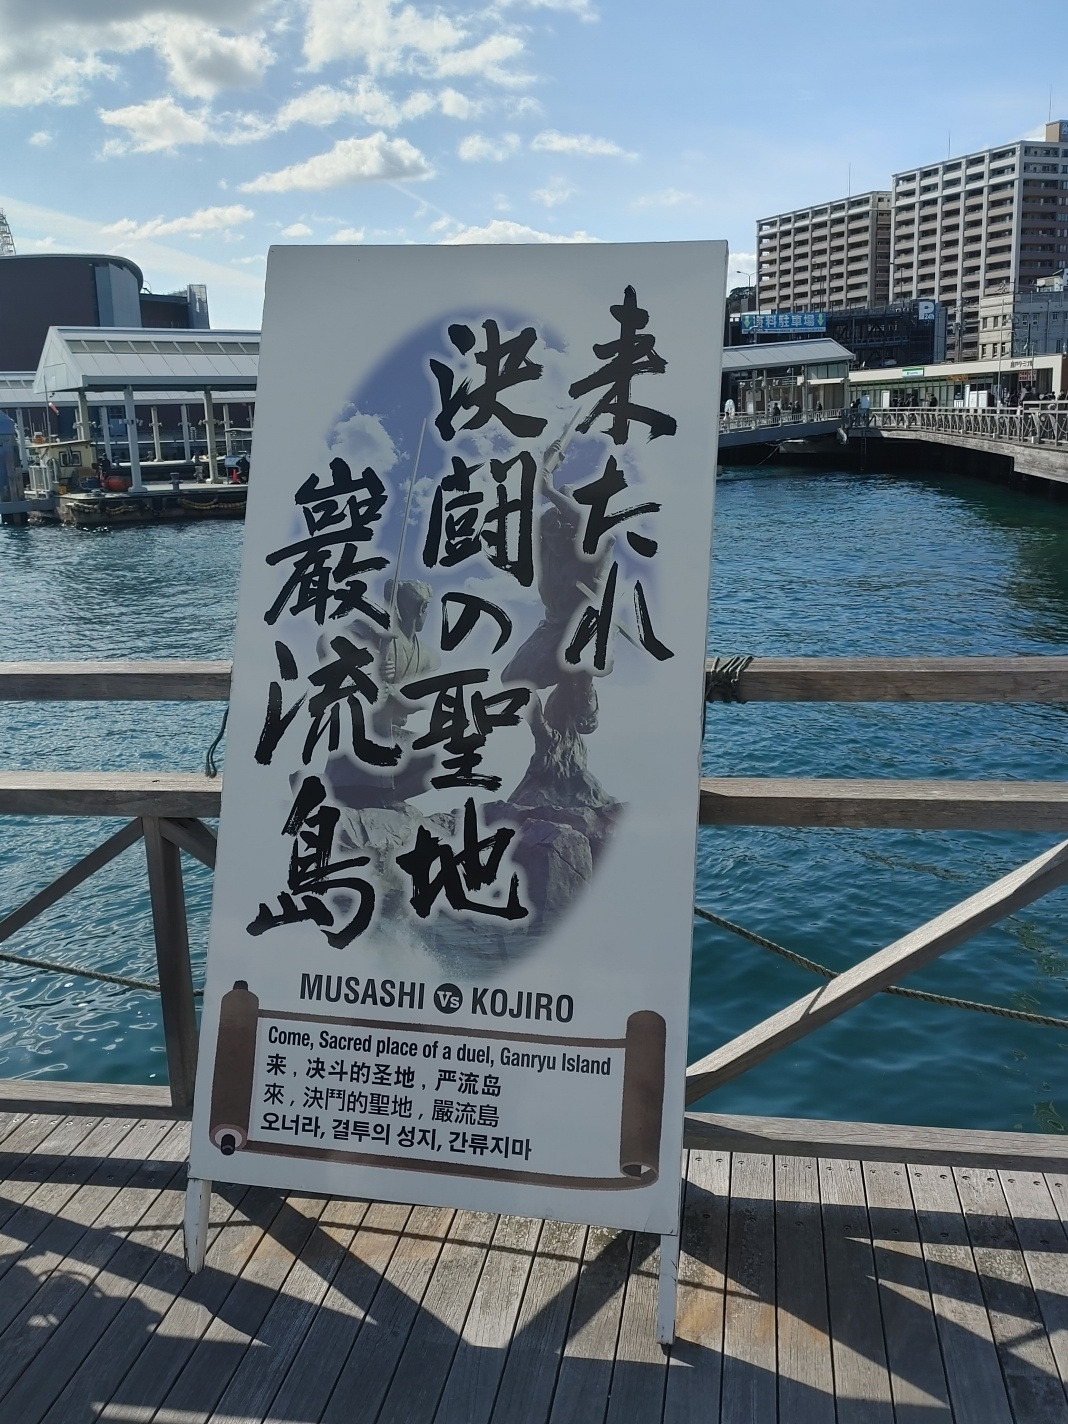 来たれ
決闘の聖地
巌流島
MUSASHI VS KOJIRO
Come, Sacred place of a duel, Ganryu Island
来，决斗的圣地，严流岛
來，決鬥的聖地，嚴流島
오너라, 결투의 성지, 간류지마
P
24h